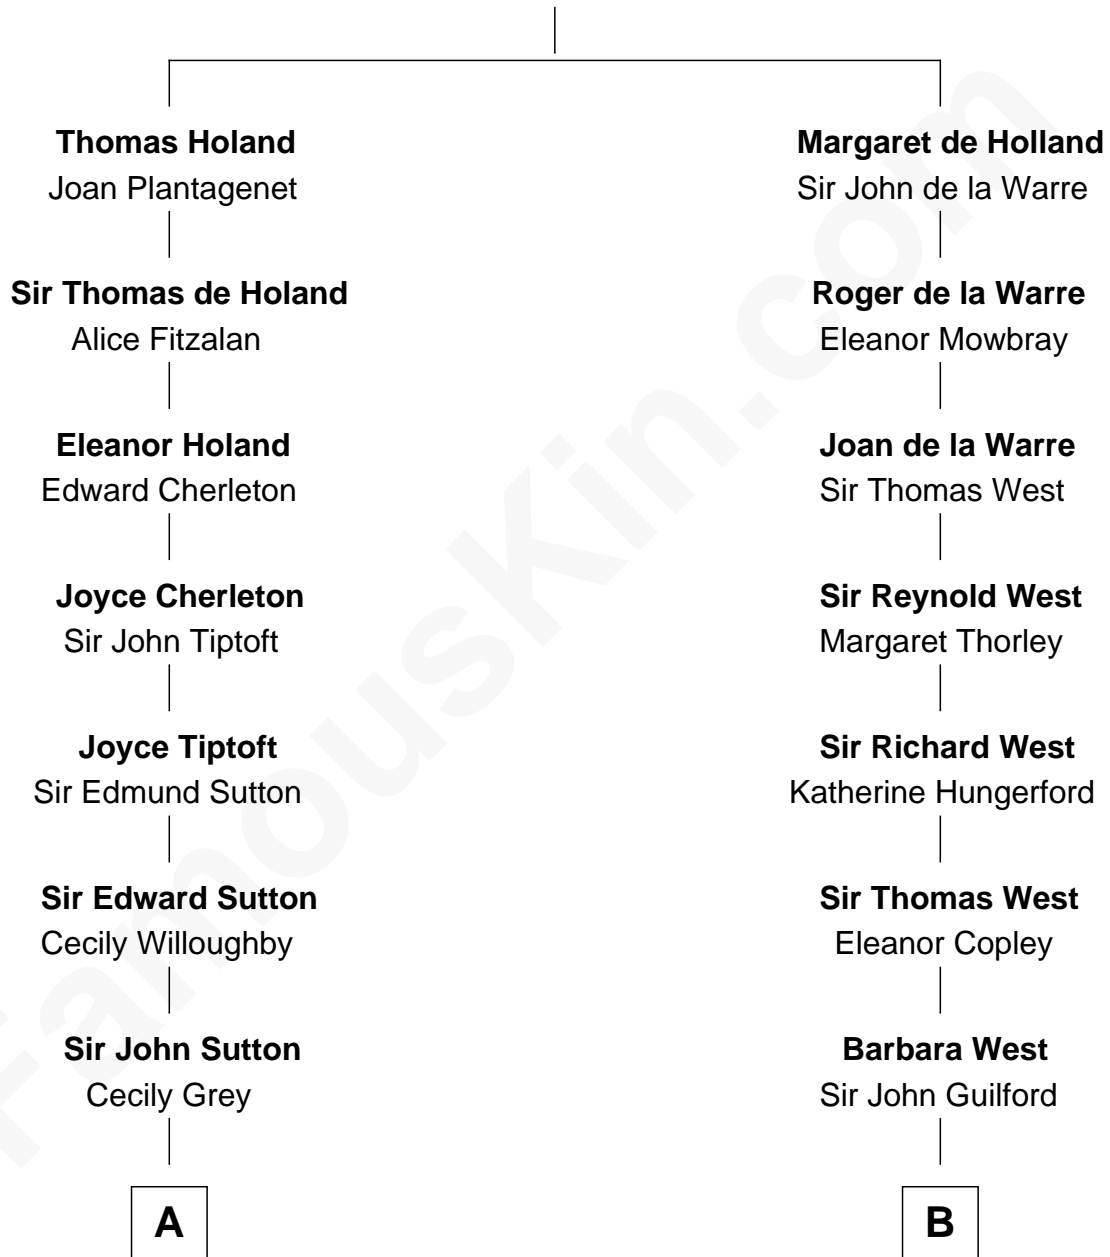 Thomas Holand
Joan Plantagenet
Sir Thomas de Holand
Alice Fitzalan
Eleanor Holand
Edward Cherleton
Joyce Cherleton
Sir John Tiptoft
Joyce Tiptoft
Sir Edmund Sutton
Sir Edward Sutton
Cecily Willoughby
Sir John Sutton
Cecily Grey
A
Margaret de Holland
Sir John de la Warre
Roger de la Warre
Eleanor Mowbray
Joan de la Warre
Sir Thomas West
Sir Reynold West
Margaret Thorley
Sir Richard West
Katherine Hungerford
Sir Thomas West
Eleanor Copley
Barbara West
Sir John Guilford
B
FamousKin.com